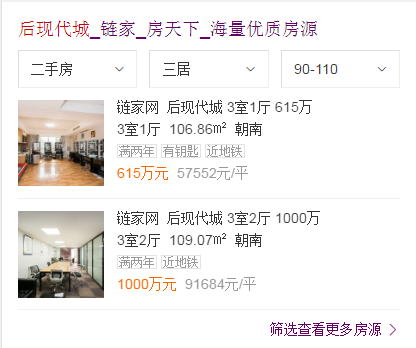 后现代城_链家_房天下_海量优质房源
二手房 三居 90-110
链家网 后现代城 3室1厅 615万
3室1厅 106.86㎡ 朝南
满两年 有钥匙 近地铁
615万元 57552元/平
链家网 后现代城 3室2厅 1000万
3室2厅 109.07㎡ 朝南
满两年 近地铁
1000万元 91684元/平
筛选查看更多房源 >